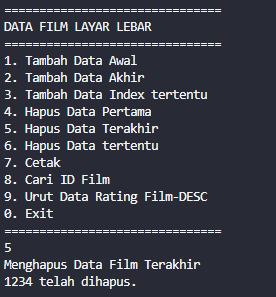 ===============================
DATA FILM LAYAR LEBAR
===============================
1. Tambah Data Awal
2. Tambah Data Akhir
3. Tambah Data Index tertentu
4. Hapus Data Pertama
5. Hapus Data Terakhir
6. Hapus Data tertentu
7. Cetak
8. Cari ID Film
9. Urut Data Rating Film-DESC
0. Exit
===============================
5
Menghapus Data Film Terakhir
1234 telah dihapus.